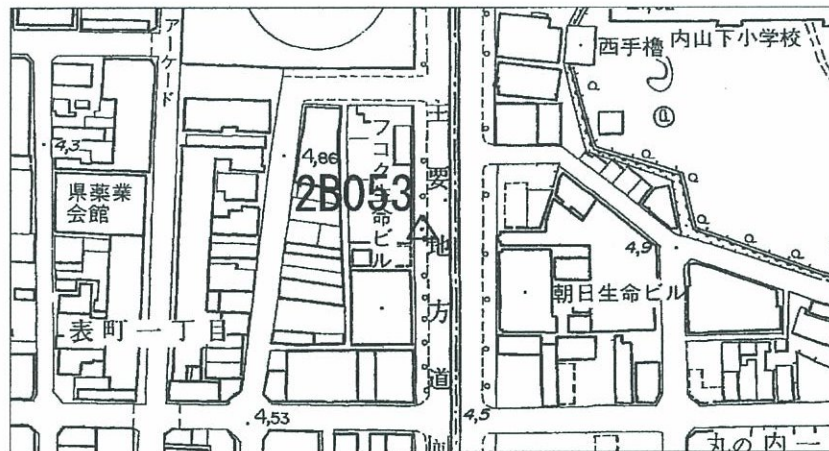 アーケード
西手櫓
内山下小学校
4,3
4,86
フコク生命ビル
主要地方道
2B053
県薬業
会館
4,9
朝日生命ビル
表町一丁目
4,53
4,5
丸の内一